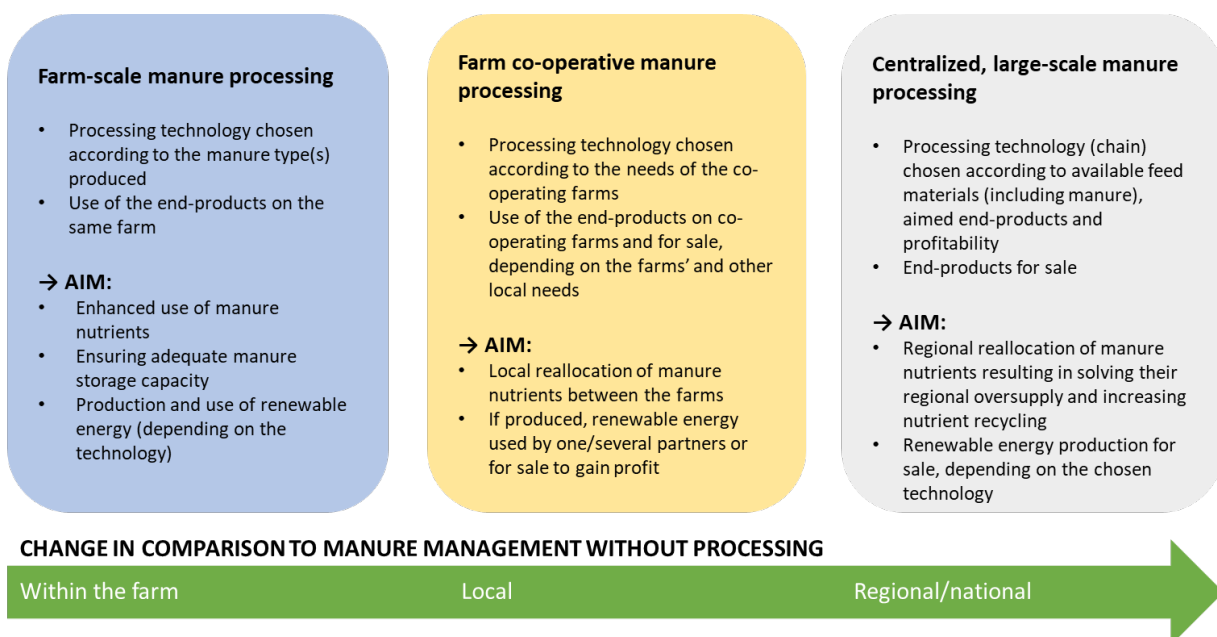 Farm-scale manure processing
• Processing technology chosen
according to the manure type(s)
produced
• Use of the end-products on the
same farm
→ AIM:
• Enhanced use of manure
nutrients
• Ensuring adequate manure
storage capacity
• Production and use of renewable
energy (depending on the
technology)
Farm co-operative manure
processing
• Processing technology chosen
according to the needs of the co-
operating farms
• Use of the end-products on co-
operating farms and for sale,
depending on the farms’ and other
local needs
→ AIM:
• Local reallocation of manure
nutrients between the farms
• If produced, renewable energy
used by one/several partners or
for sale to gain profit
Centralized, large-scale manure
processing
• Processing technology (chain)
chosen according to available feed
materials (including manure),
aimed end-products and
profitability
• End-products for sale
→ AIM:
• Regional reallocation of manure
nutrients resulting in solving their
regional oversupply and increasing
nutrient recycling
• Renewable energy production for
sale, depending on the chosen
technology
CHANGE IN COMPARISON TO MANURE MANAGEMENT WITHOUT PROCESSING
Within the farm
Local
Regional/national